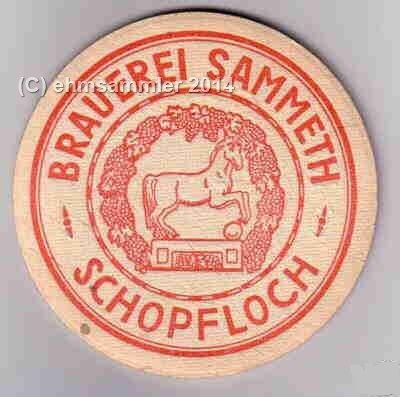 (C) ehmsammler 2014
BRAUEREI SAMMETH
SCHOPFLOCH